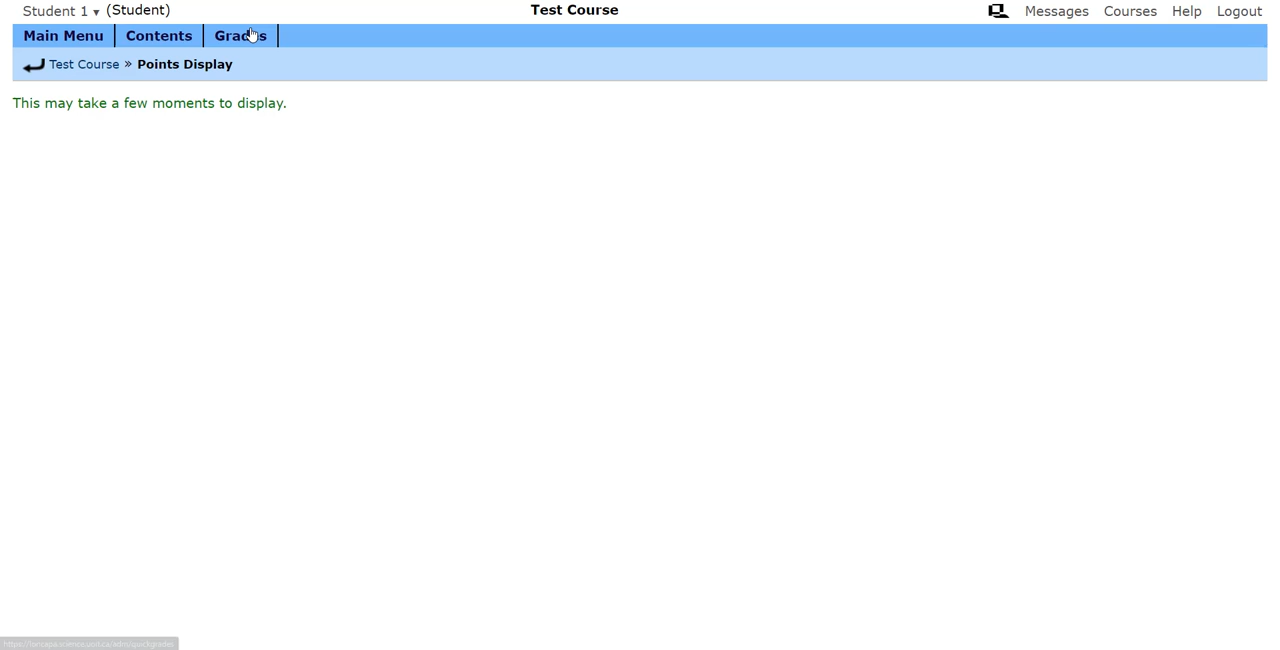 Student 1 ▾ (Student) Test Course Messages Courses Help Logout
Main Menu Contents Grades
Test Course » Points Display
This may take a few moments to display.